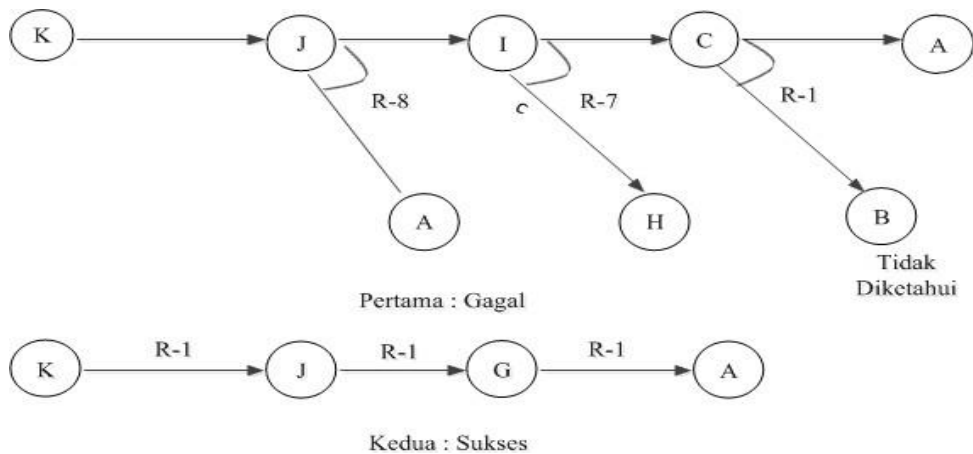 K J I C A
R-8 R-7 R-1
c
A H B
Tidak
Diketahui
Pertama : Gagal
R-1 R-1 R-1
K J G A
Kedua : Sukses